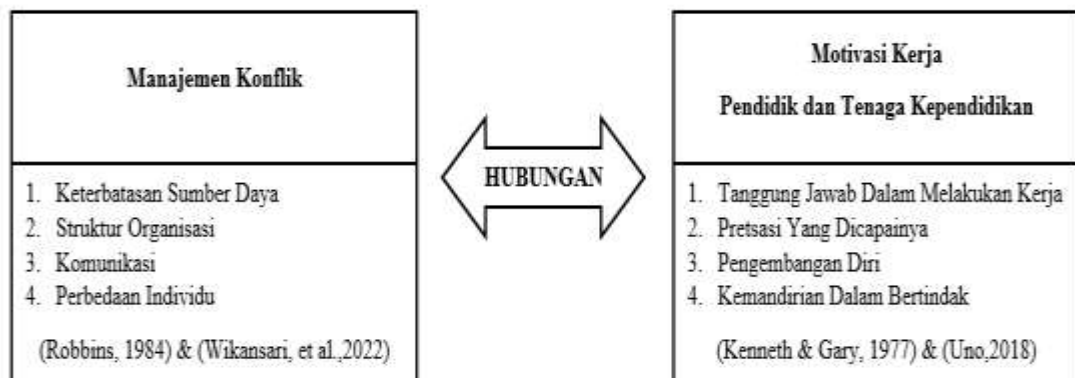 Manajemen Konflik
1. Keterbatasan Sumber Daya
2. Struktur Organisasi
3. Komunikasi
4. Perbedaan Individu
(Robbins, 1984) & (Wikansari, et al.,2022)
HUBUNGAN
Motivasi Kerja
Pendidik dan Tenaga Kependidikan
1. Tanggung Jawab Dalam Melakukan Kerja
2. Pretsasi Yang Dicapainya
3. Pengembangan Diri
4. Kemandirian Dalam Bertindak
(Kenneth & Gary, 1977) & (Uno,2018)